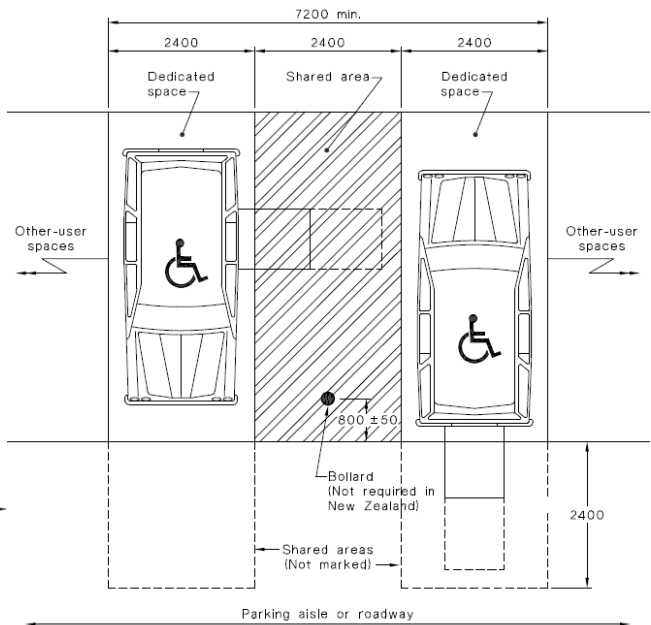 7200 min.
2400
2400
2400
Dedicated
space
Shared area
Dedicated
space
Other-user
spaces
Other-user
spaces
800 ±50
Bollard
(Not required in
New Zealand)
2400
Shared areas
(Not marked)
Parking aisle or roadway